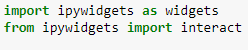 import ipywidgets as widgets
from ipywidgets import interact